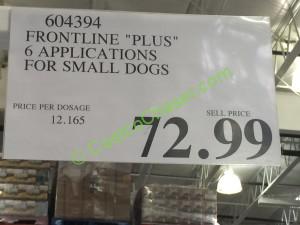 604394
FRONTLINE "PLUS"
6 APPLICATIONS
FOR SMALL DOGS
PRICE PER DOSAGE
12.165
SELL PRICE
72.99